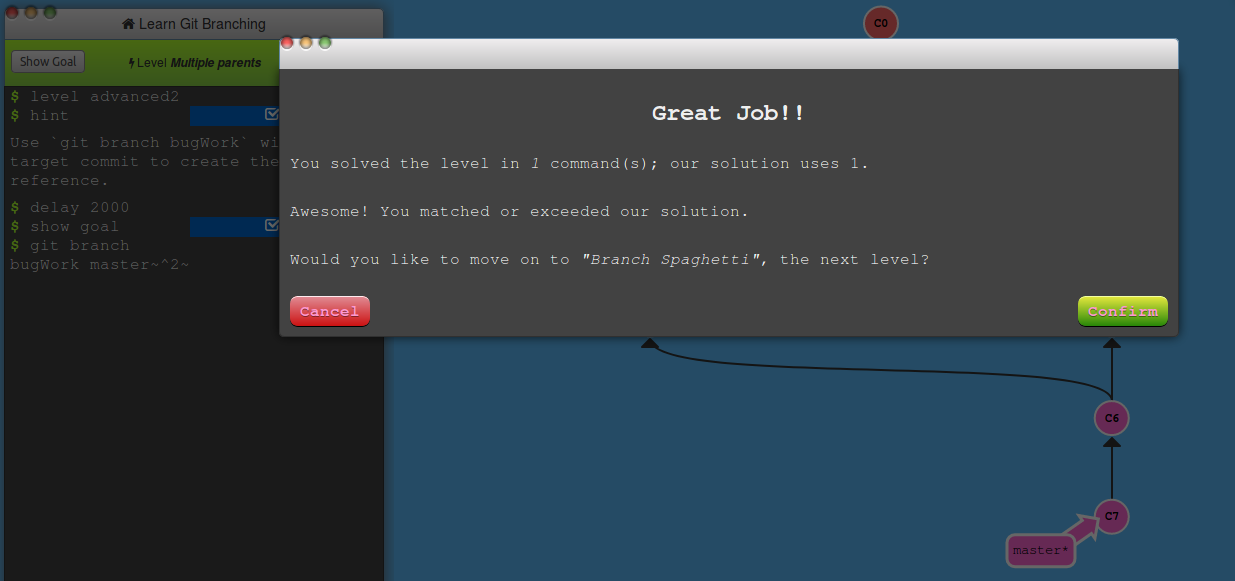 Learn Git Branching
Show Goal
Level Multiple parents
$ level advanced2
$ hint
Use `git branch bugWork` wi
target commit to create the
reference.
$ delay 2000
$ show goal
$ git branch
bugWork master~^2~
C0
Great Job!!
You solved the level in 1 command(s); our solution uses 1.
Awesome! You matched or exceeded our solution.
Would you like to move on to "Branch Spaghetti", the next level?
Cancel
Confirm
C6
C7
master*